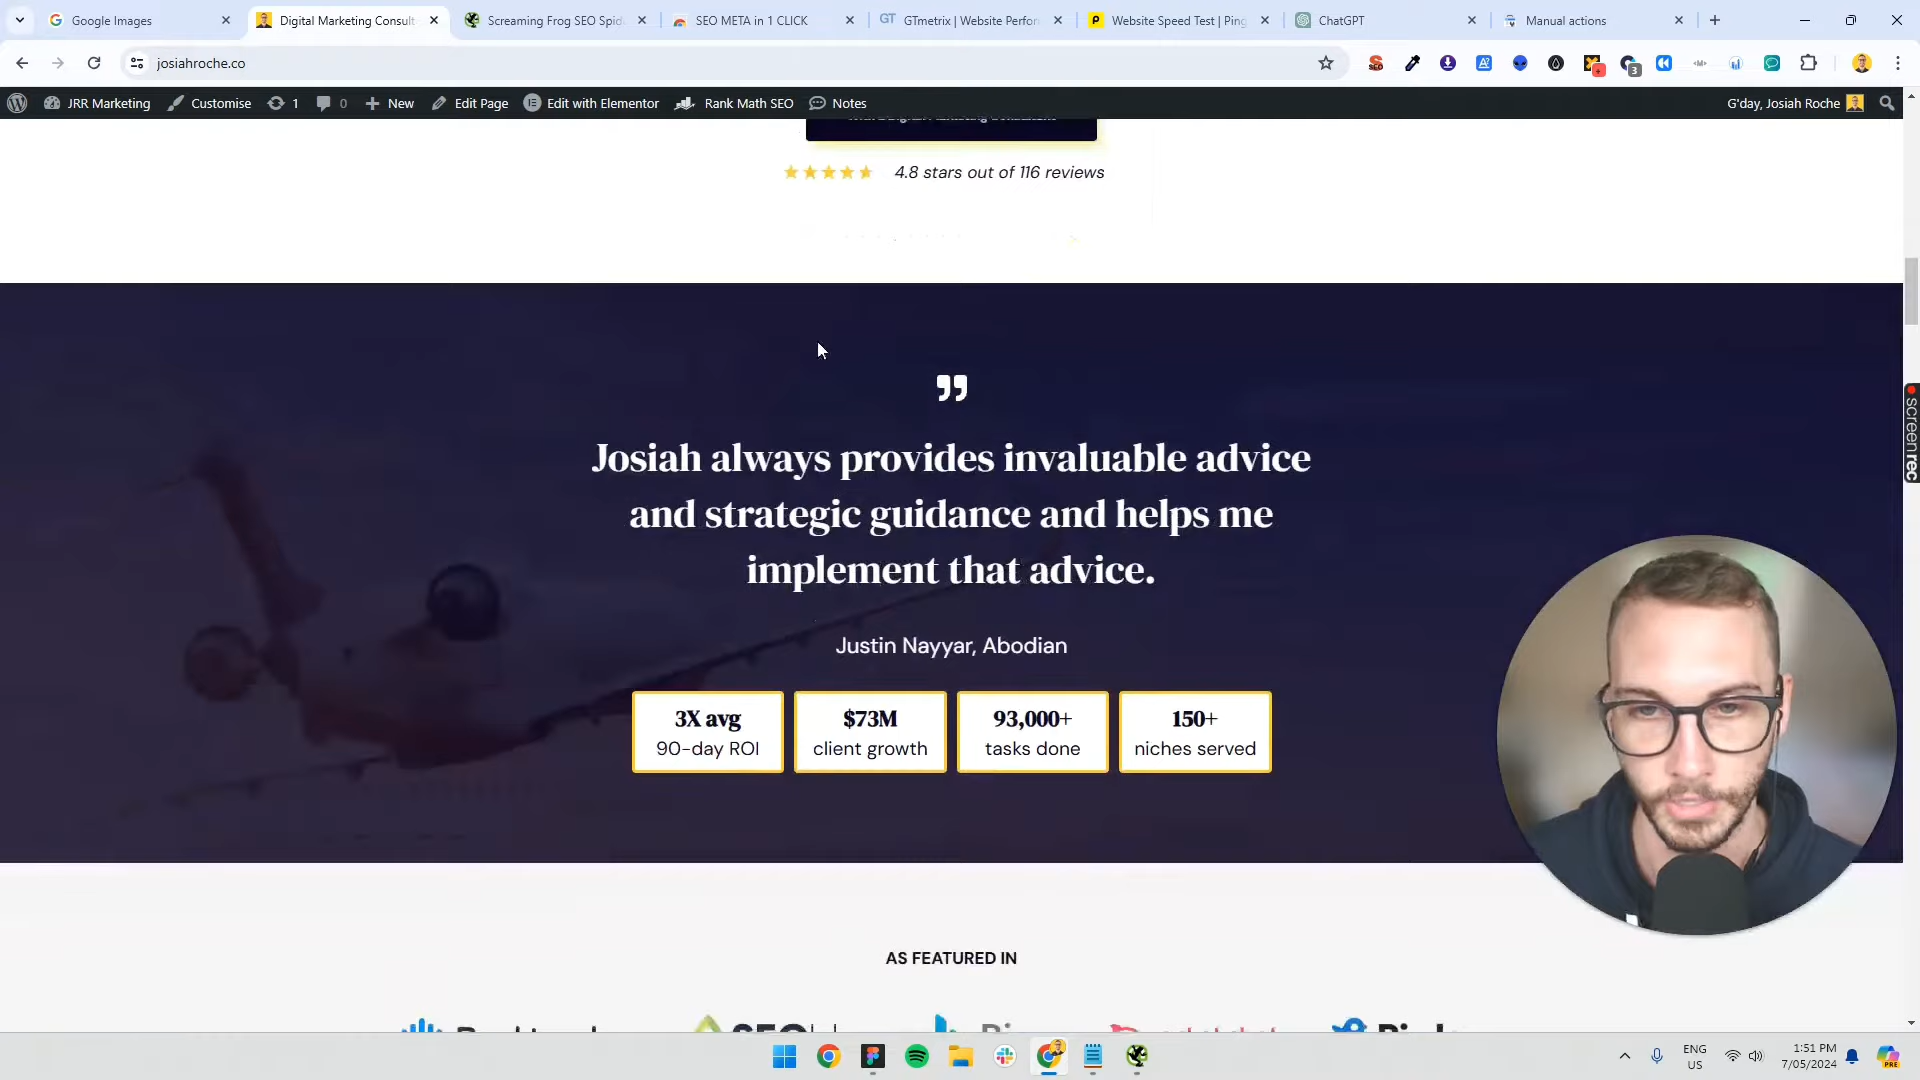 Google Images
Digital Marketing Consult
Screaming Frog SEO Spid
SEO META in 1 CLICK
GTmetrix | Website Perfor
Website Speed Test | Ping
ChatGPT
Manual actions
josiahroche.co
JRR Marketing
Customise
1
0
New
Edit Page
Edit with Elementor
Rank Math SEO
Notes
G'day, Josiah Roche
4.8 stars out of 116 reviews
Josiah always provides invaluable advice
and strategic guidance and helps me
implement that advice.
Justin Nayyar, Abodian
3X avg
90-day ROI
$73M
client growth
93,000+
tasks done
150+
niches served
AS FEATURED IN
screenrec
ENG
US
1:51 PM
7/05/2024